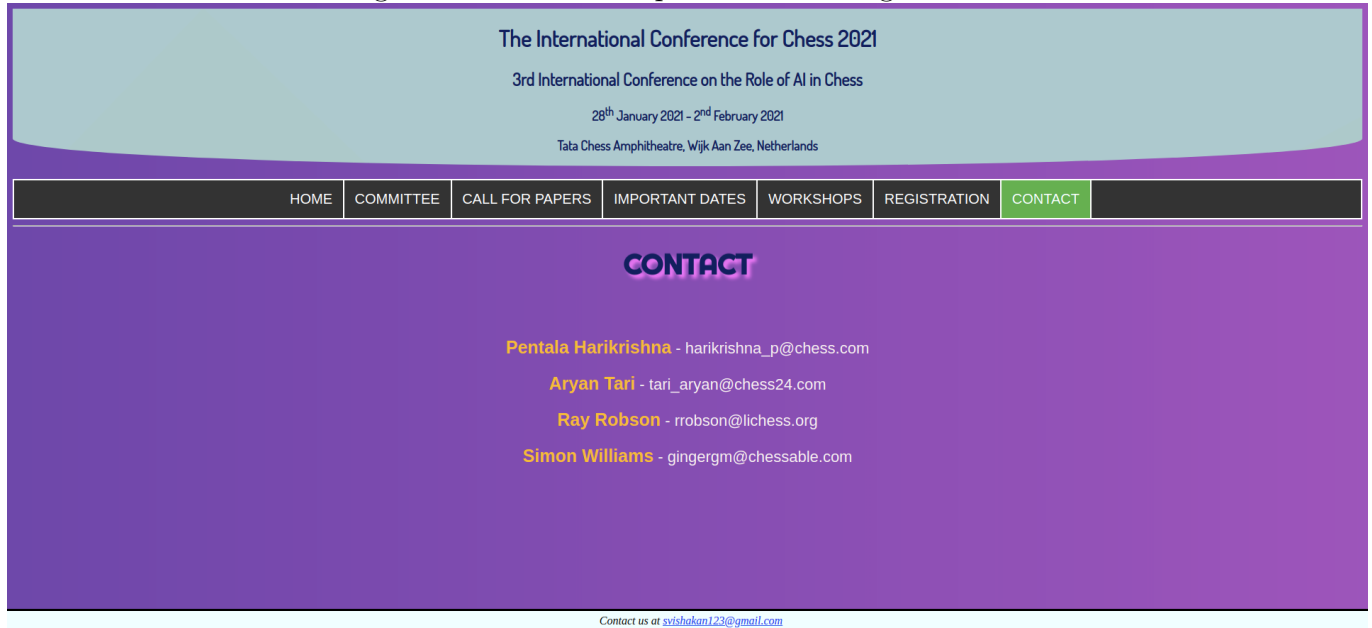 The International Conference for Chess 2021
3rd International Conference on the Role of AI in Chess
28th January 2021 - 2nd February 2021
Tata Chess Amphitheatre, Wijk Aan Zee, Netherlands
HOME COMMITTEE CALL FOR PAPERS IMPORTANT DATES WORKSHOPS REGISTRATION CONTACT
CONTACT
Pentala Harikrishna - harikrishna_p@chess.com
Aryan Tari - tari_aryan@chess24.com
Ray Robson - rrobson@lichess.org
Simon Williams - gingergm@chessable.com
Contact us at svishakan123@gmail.com